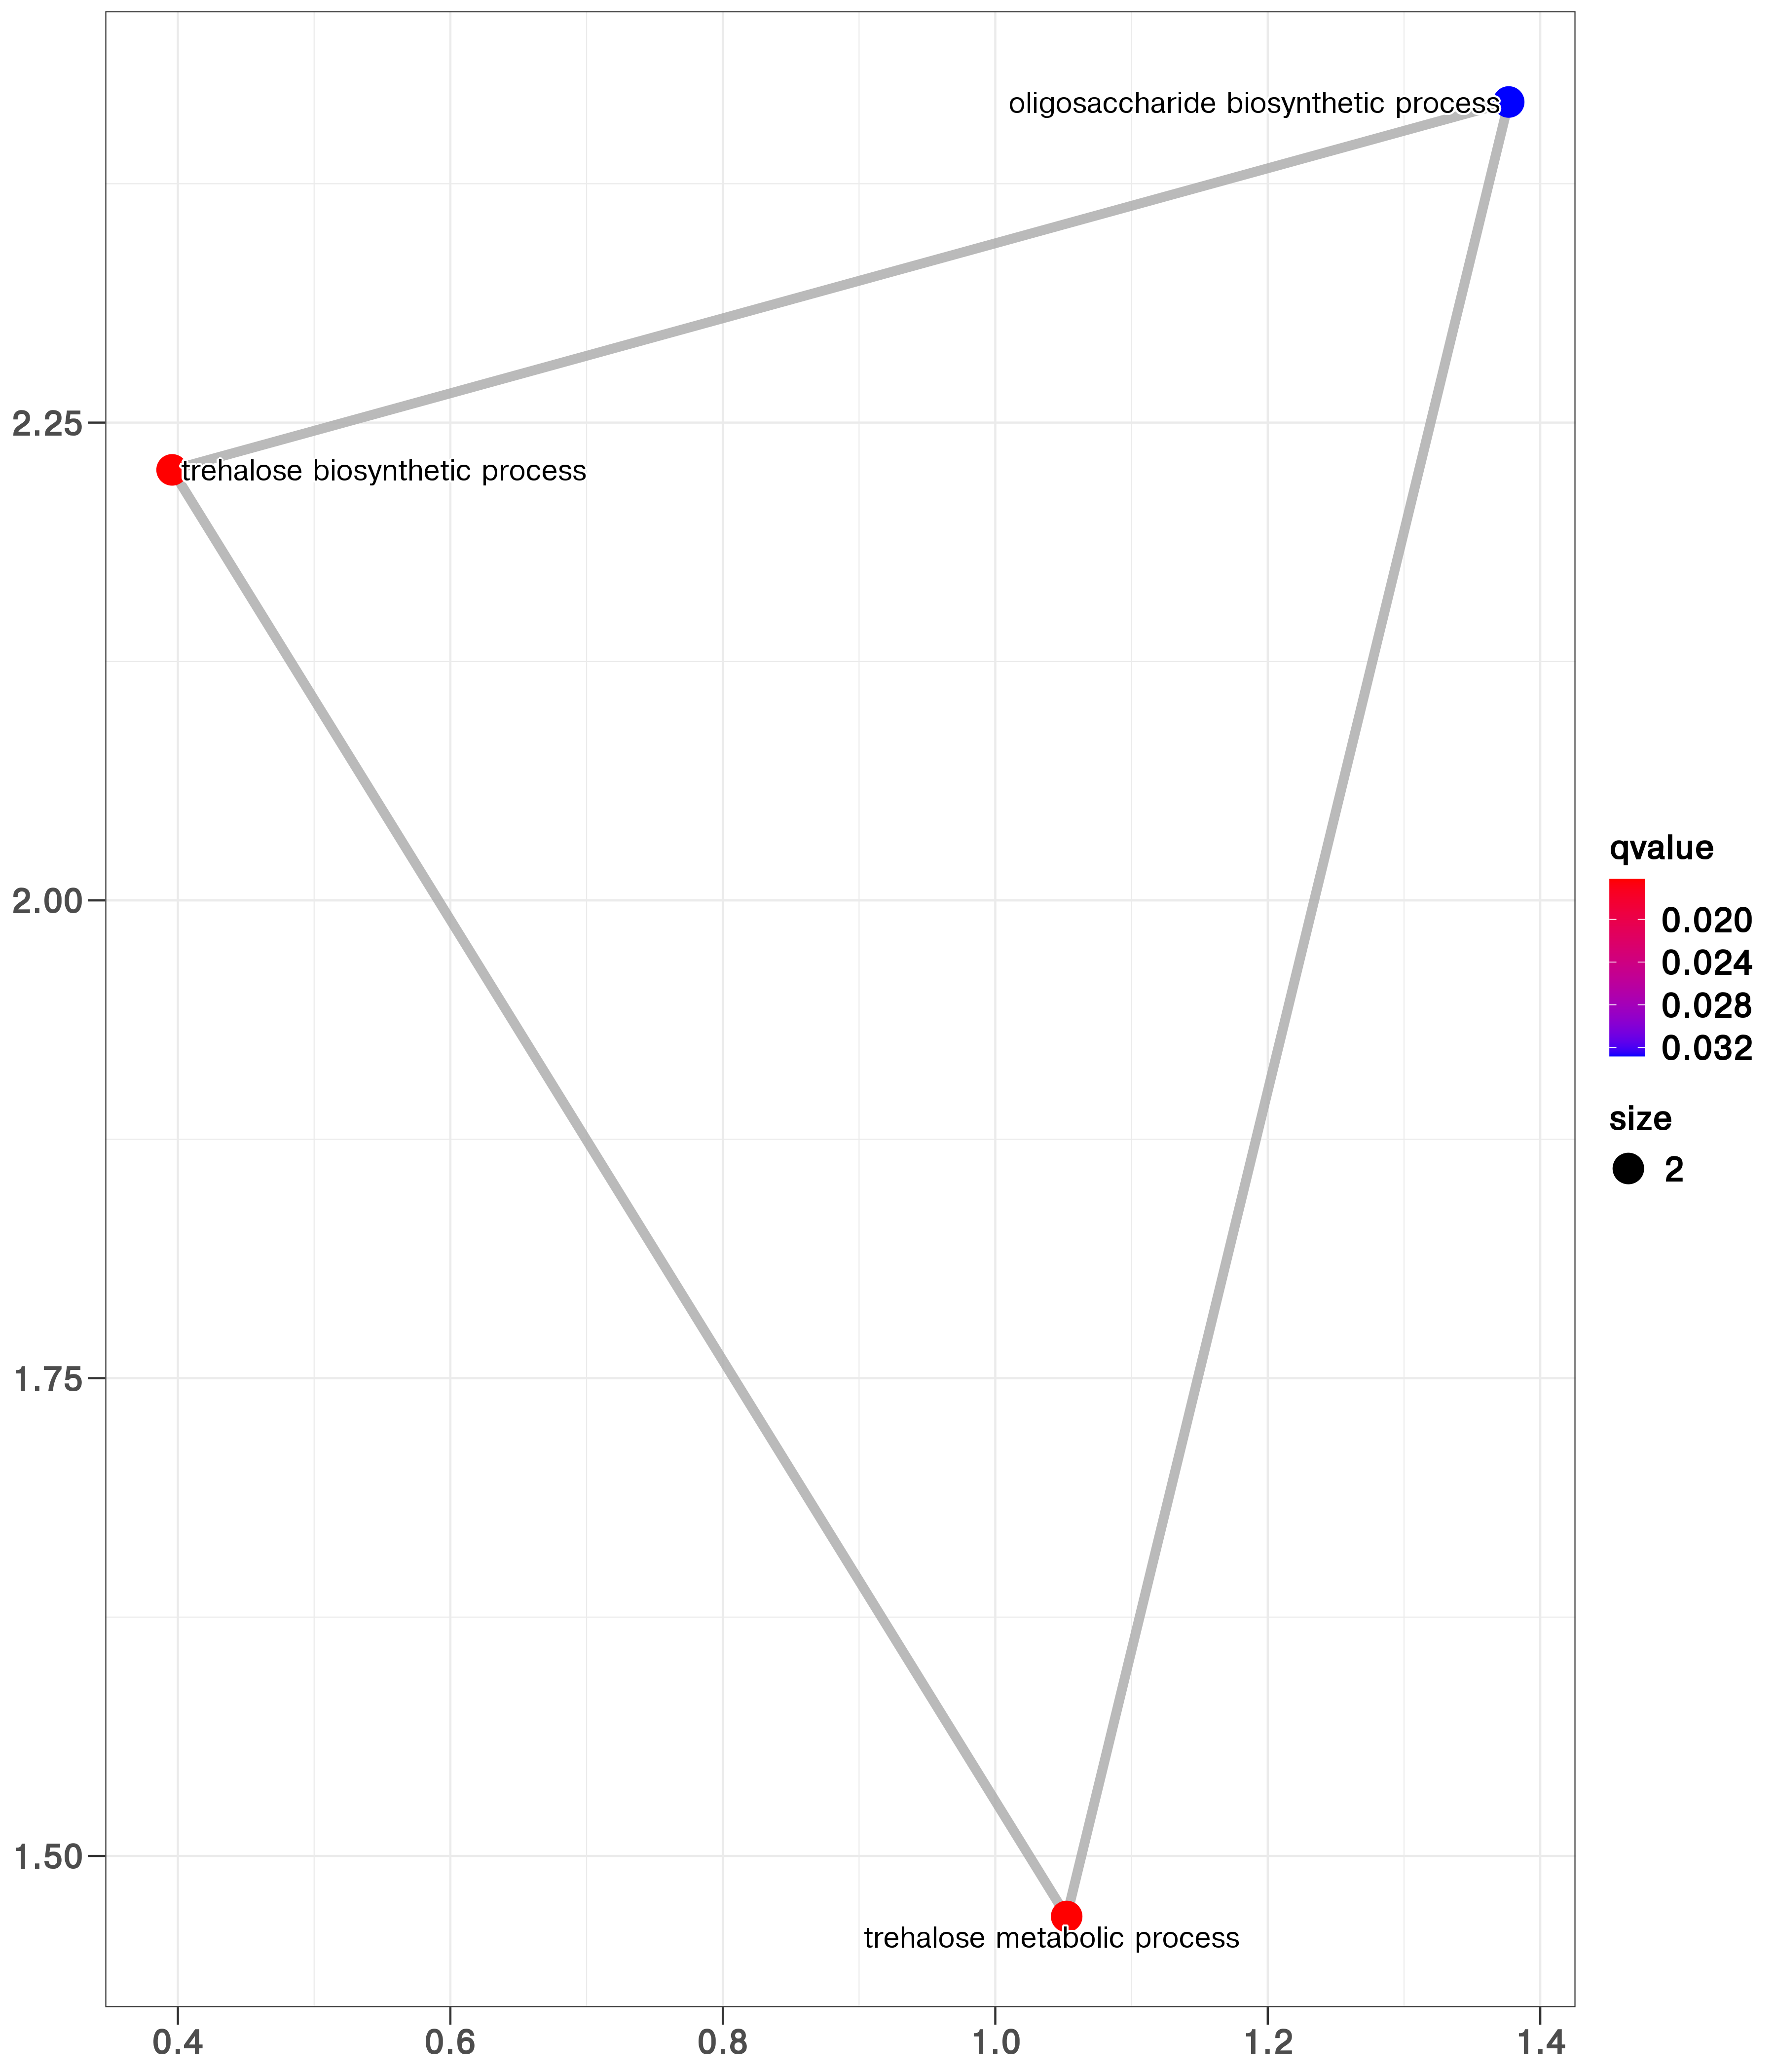 oligosaccharide biosynthetic process
2.25
trehalose biosynthetic process
2.00
1.75
1.50
trehalose metabolic process
0.4 0.6 0.8 1.0 1.2 1.4
qvalue
0.020
0.024
0.028
0.032
size
2